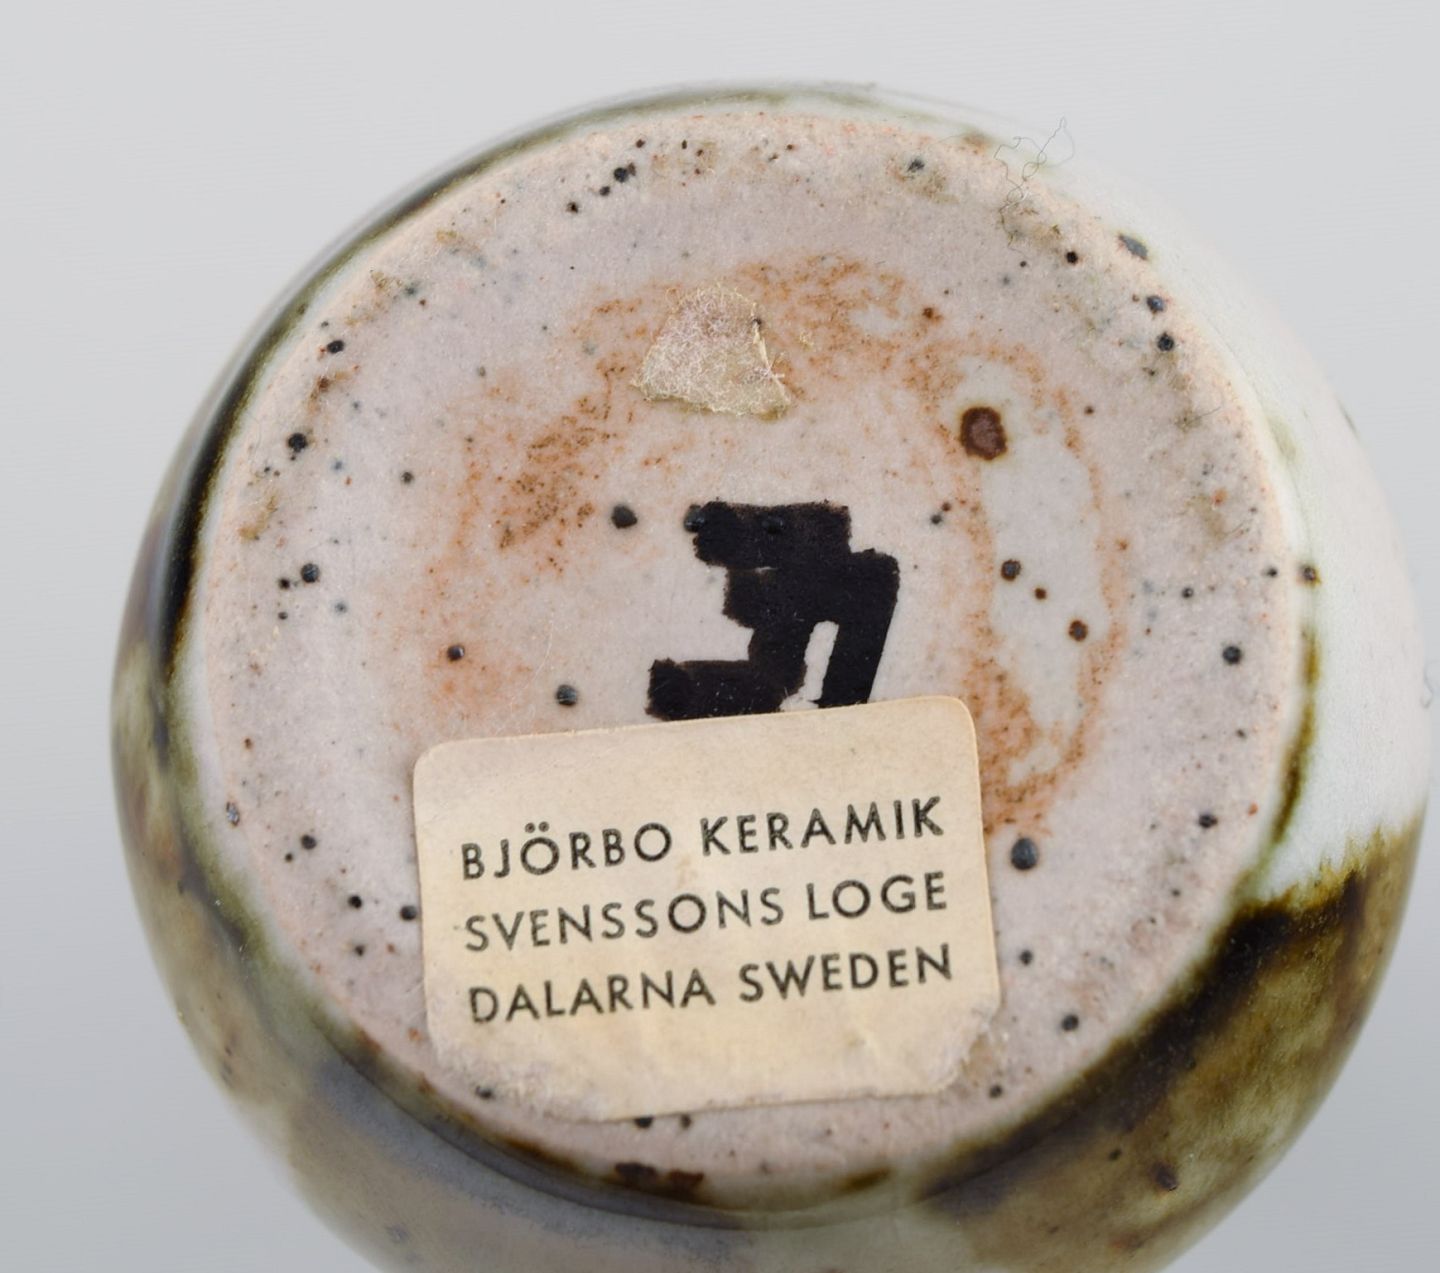 BJÖRBO KERAMIK
SVENSSONS LOGE
DALARNA SWEDEN